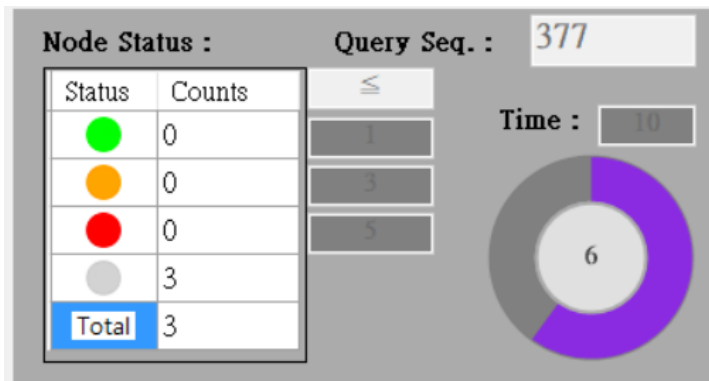 Node Status :
Query Seq. :
377
Status
Counts
≦
0
1
0
3
0
5
3
Total
3
Time :
10
6